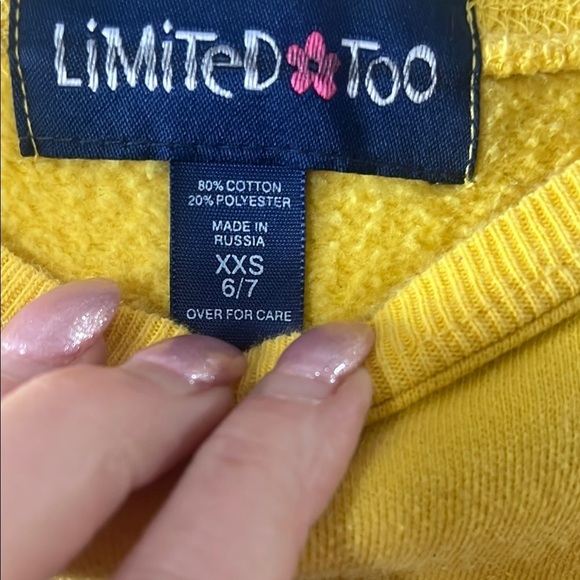 LiMiTeD TOO
80% COTTON
20% POLYESTER
MADE IN
RUSSIA
XXS
6/7
OVER FOR CARE